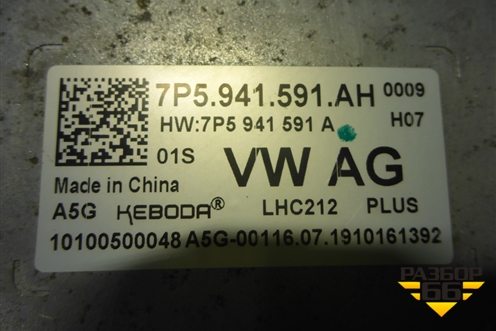 7P5.941.591.AH 0009
HW:7P5 941 591 A H07
01S VW AG
Made in China
A5G KEBODA® LHC212 PLUS
10100500048 A5G-00116.07.1910161392
РАЗБОР
66